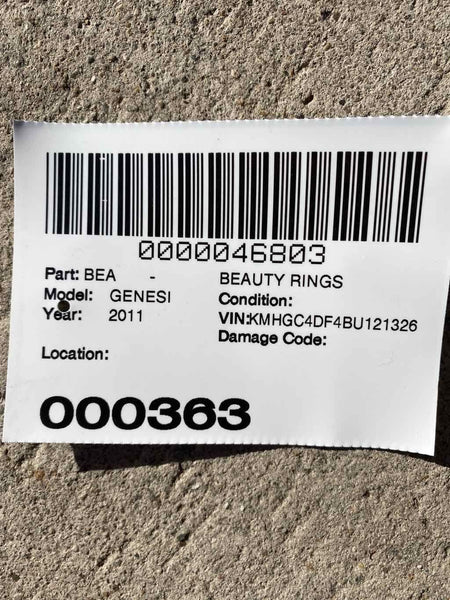 0000046803
Part: BEA - BEAUTY RINGS
Model: GENESI Condition:
Year: 2011 VIN:KMHGC4DF4BU121326
Damage Code:
Location:
000363